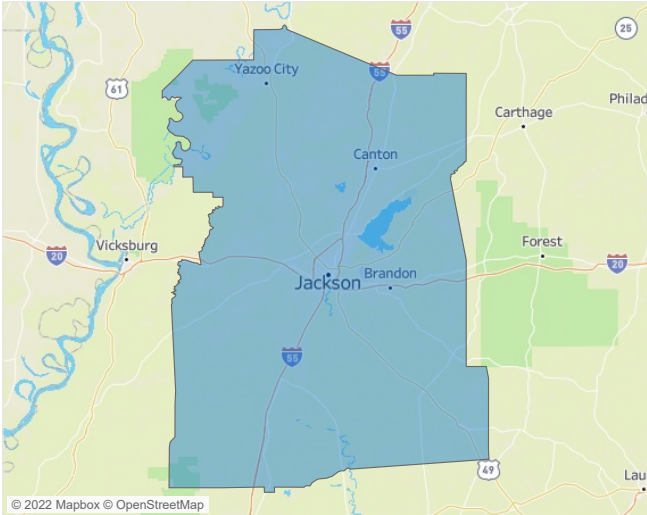 55
25
55
Yazoo City
61
Carthage
Philad
Canton
Vicksburg
Forest
20
20
Brandon
Jackson
55
49
Lau
© 2022 Mapbox © OpenStreetMap